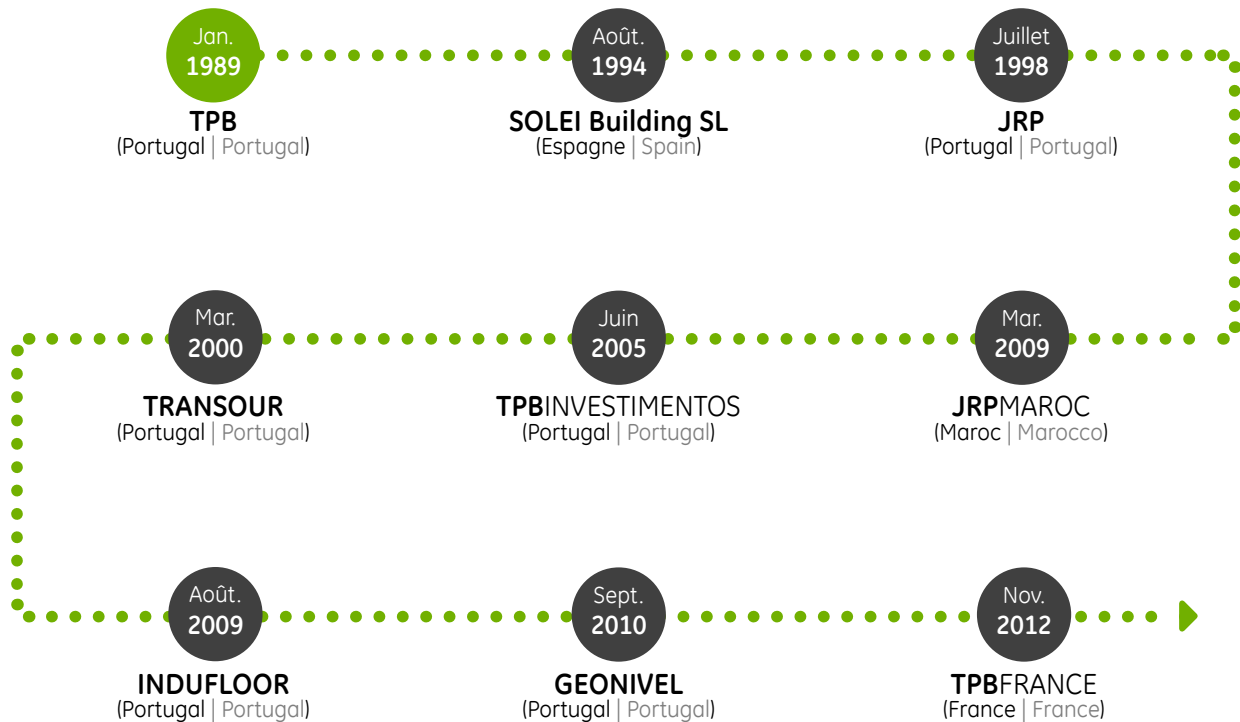 Jan.
1989
TPB
(Portugal | Portugal)
Août.
1994
SOLEI Building SL
(Espagne | Spain)
Juillet
1998
JRP
(Portugal | Portugal)
Mar.
2000
TRANSOUR
(Portugal | Portugal)
Juin
2005
TPBINVESTIMENTOS
(Portugal | Portugal)
Mar.
2009
JRPMAROC
(Maroc | Marocco)
Août.
2009
INDUFLOOR
(Portugal | Portugal)
Sept.
2010
GEONIVEL
(Portugal | Portugal)
Nov.
2012
TPBFRANCE
(France | France)